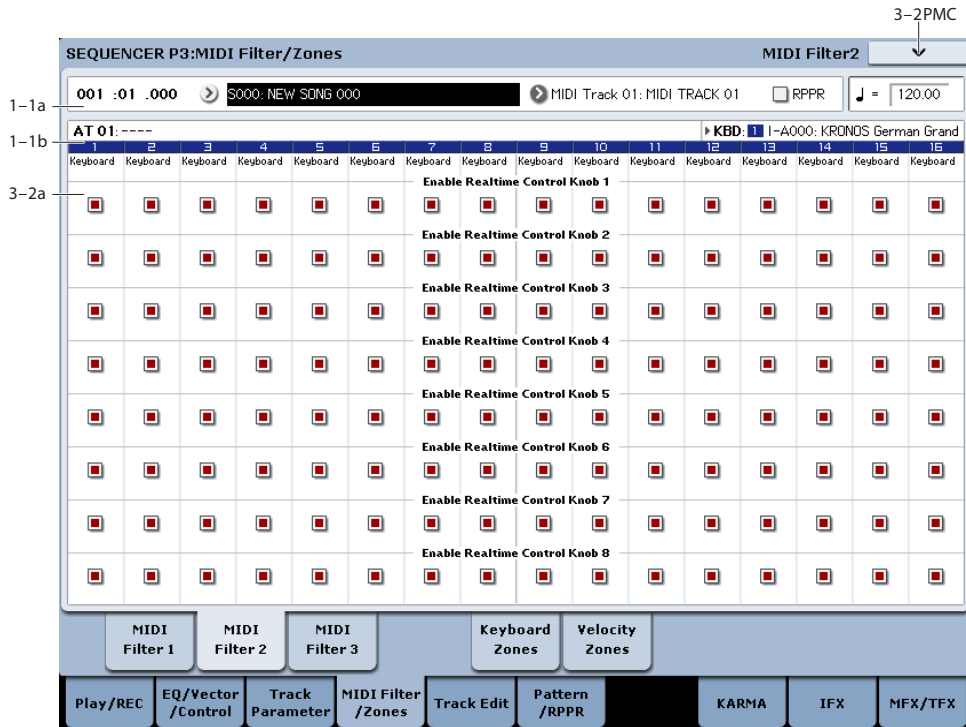 3–2PMC
SEQUENCER P3:MIDI Filter/Zones MIDI Filter2
1–1a
001 :01 .000 S000: NEW SONG 000 MIDI Track 01: MIDI TRACK 01 RPPR ♩ = 120.00
1–1b
AT 01: ---- KBD: 1 I-A000: KRONOS German Grand
1 2 3 4 5 6 7 8 9 10 11 12 13 14 15 16
Keyboard Keyboard Keyboard Keyboard Keyboard Keyboard Keyboard Keyboard Keyboard Keyboard Keyboard Keyboard Keyboard Keyboard Keyboard Keyboard
3–2a
Enable Realtime Control Knob 1
Enable Realtime Control Knob 2
Enable Realtime Control Knob 3
Enable Realtime Control Knob 4
Enable Realtime Control Knob 5
Enable Realtime Control Knob 6
Enable Realtime Control Knob 7
Enable Realtime Control Knob 8
MIDI MIDI MIDI Keyboard Velocity
Filter 1 Filter 2 Filter 3 Zones Zones
Play/REC EQ/Vector Track MIDI Filter Track Edit Pattern KARMA IFX MFX/TFX
/Control Parameter /Zones /RPPR